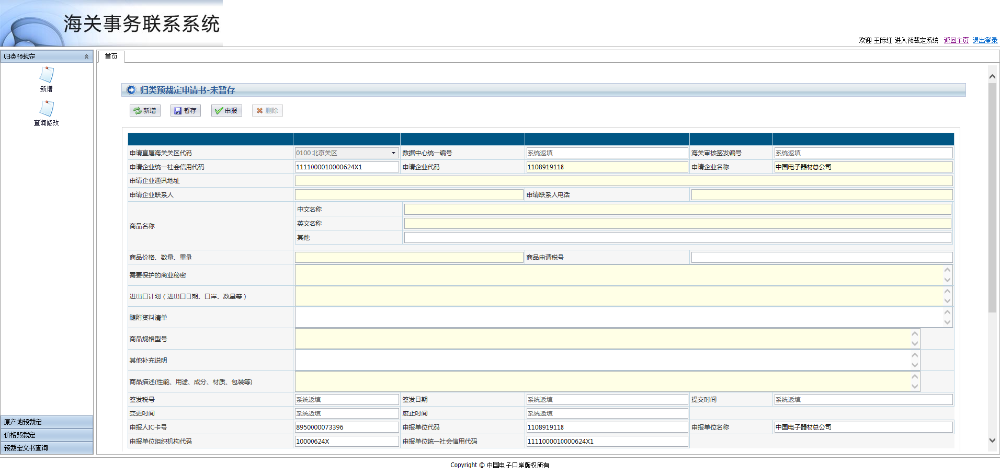 海关事务联系系统
欢迎 王际红 进入预裁定系统 返回主页 退出登录
归类预裁定
新增
查询修改
原产地预裁定
价格预裁定
预裁定文书查询
首页
归类预裁定申请书-未暂存
新增 暂存 申报 删除
申请直属海关关区代码 0100 北京关区 数据中心统一编号 系统返填 海关审核签发编号 系统返填
申请企业统一社会信用代码 1111000010000624X1 申请企业代码 1108919118 申请企业名称 中国电子器材总公司
申请企业通讯地址
申请企业联系人 申请联系人电话
商品名称
中文名称
英文名称
其他
商品价格、数量、重量 商品申请税号
需要保护的商业秘密
进出口计划（进出口日期、口岸、数量等）
随附资料清单
商品规格型号
其他补充说明
商品描述(性能、用途、成分、材质、包装等)
签发税号 系统返填 签发日期 系统返填 提交时间 系统返填
变更时间 系统返填 废止时间 系统返填
申报人IC卡号 8950000073396 申报单位代码 1108919118 申报单位名称 中国电子器材总公司
申报单位组织机构代码 10000624X 申报单位统一社会信用代码 1111000010000624X1
Copyright © 中国电子口岸版权所有